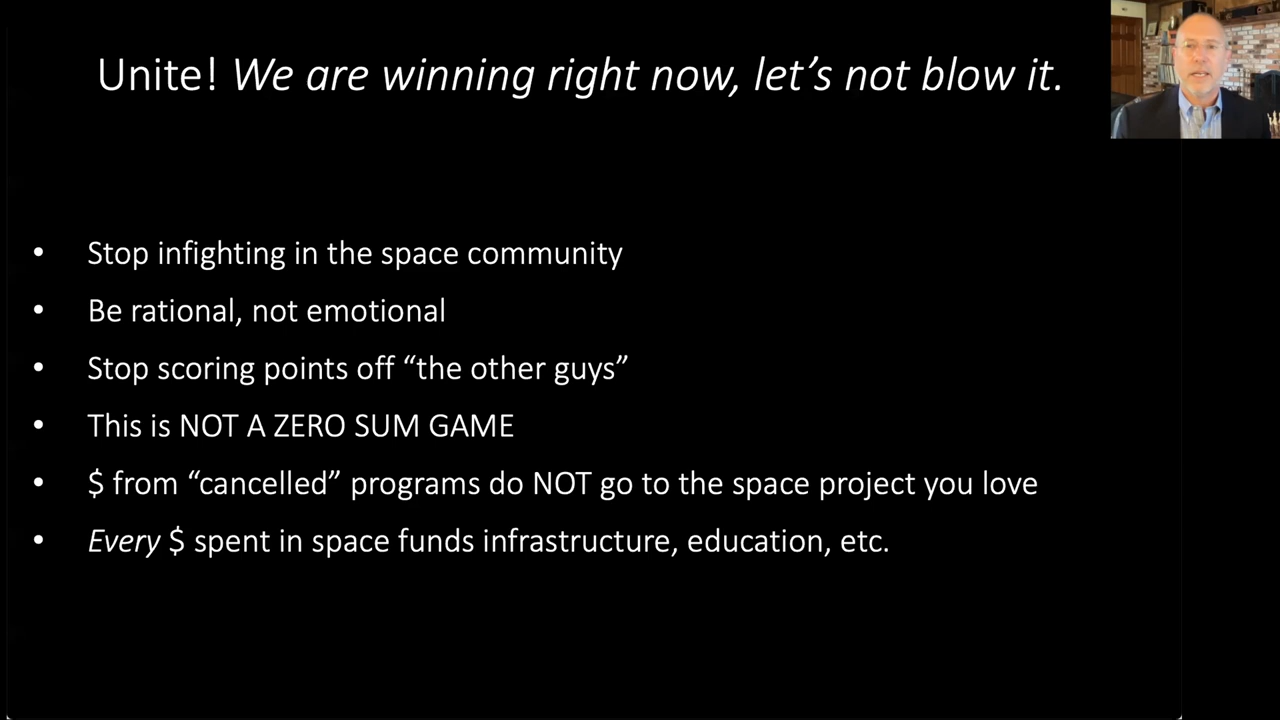 Unite! We are winning right now, let’s not blow it.
• Stop infighting in the space community
• Be rational, not emotional
• Stop scoring points off “the other guys”
• This is NOT A ZERO SUM GAME
• $ from “cancelled” programs do NOT go to the space project you love
• Every $ spent in space funds infrastructure, education, etc.